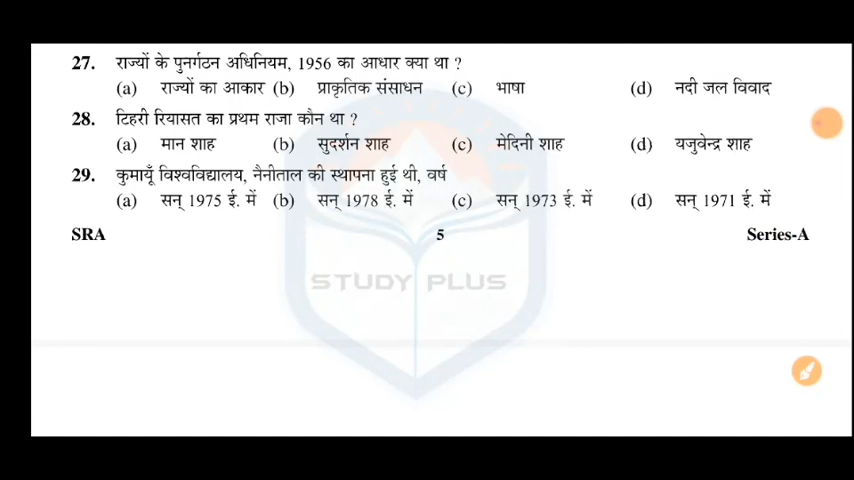 27. राज्यों के पुनर्गठन अधिनियम, 1956 का आधार क्या था ?
(a) राज्यों का आकार (b) प्राकृतिक संसाधन (c) भाषा (d) नदी जल विवाद
28. टिहरी रियासत का प्रथम राजा कौन था ?
(a) मान शाह (b) सुदर्शन शाह (c) मेदिनी शाह (d) यजुवेन्द्र शाह
29. कुमायूँ विश्वविद्यालय, नैनीताल की स्थापना हुई थी, वर्ष
(a) सन् 1975 ई. में (b) सन् 1978 ई. में (c) सन् 1973 ई. में (d) सन् 1971 ई. में
SRA 5 Series-A
STUDY PLUS